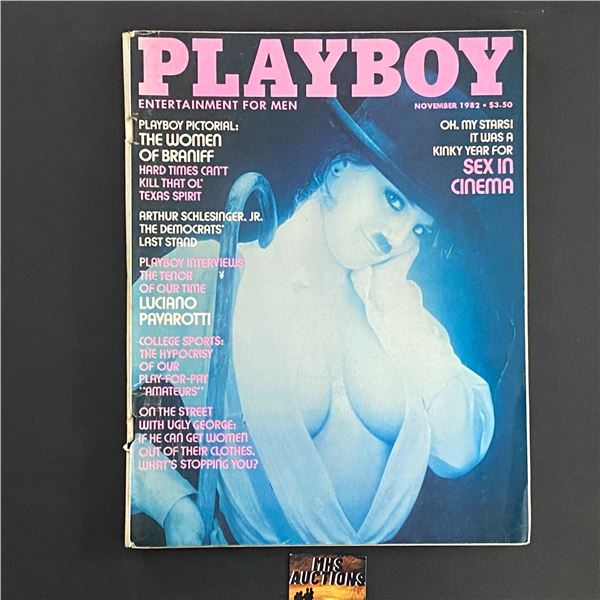 PLAYBOY
ENTERTAINMENT FOR MEN
NOVEMBER 1982 • $3.50
PLAYBOY PICTORIAL:
THE WOMEN
OF BRANIFF
HARD TIMES CAN'T
KILL THAT OL'
TEXAS SPIRIT
ARTHUR SCHLESINGER, JR.
THE DEMOCRATS'
LAST STAND
PLAYBOY INTERVIEWS
THE TENOR
OF OUR TIME
LUCIANO
PAVAROTTI
COLLEGE SPORTS:
THE HYPOCRISY
OF OUR
PLAY-FOR-PAY
"AMATEURS"
ON THE STREET
WITH UGLY GEORGE:
IF HE CAN GET WOMEN
OUT OF THEIR CLOTHES,
WHAT'S STOPPING YOU?
OH, MY STARS!
IT WAS A
KINKY YEAR FOR
SEX IN
CINEMA
MHS
AUCTIONS